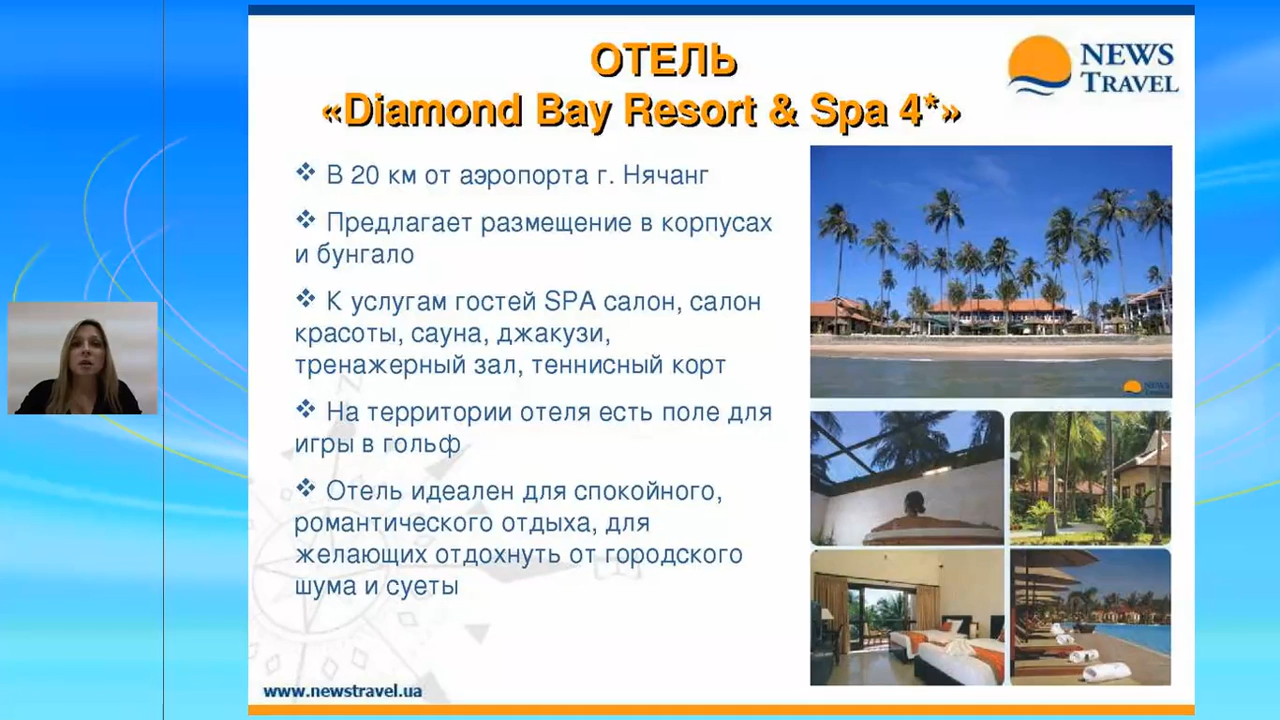 ОТЕЛЬ
«Diamond Bay Resort & Spa 4*»
NEWS
TRAVEL
❖ В 20 км от аэропорта г. Нячанг
❖ Предлагает размещение в корпусах
и бунгало
❖ К услугам гостей SPA салон, салон
красоты, сауна, джакузи,
тренажерный зал, теннисный корт
❖ На территории отеля есть поле для
игры в гольф
❖ Отель идеален для спокойного,
романтического отдыха, для
желающих отдохнуть от городского
шума и суеты
NEWS
TRAVEL
www.newstravel.ua